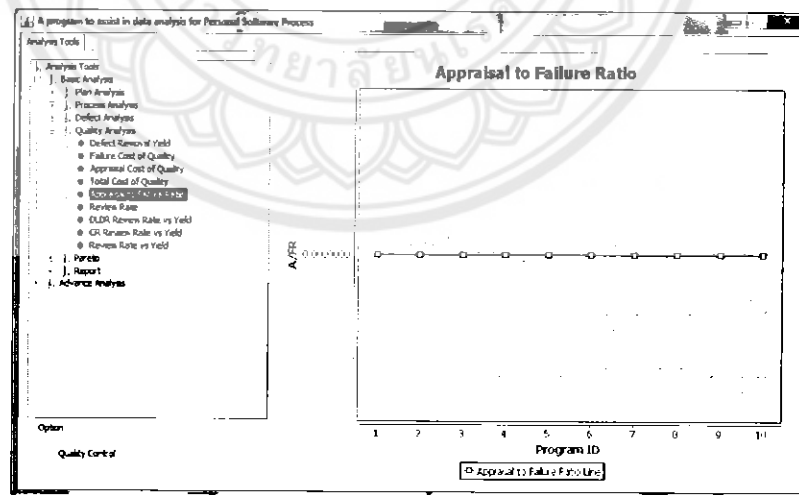 A program to assist in data analysis for Personal Software Process
Analysis Tools
Analysis Tools
Basic Analysis
Plan Analysis
Process Analysis
Defect Analysis
Quality Analysis
Defect Removal Yield
Failure Cost of Quality
Appraisal Cost of Quality
Total Cost of Quality
Appraisal to Failure Ratio
Review Rate
DLDR Review Rate vs Yield
CR Review Rate vs Yield
Review Rate vs Yield
Pareto
Report
Advance Analysis
Option
Quality Control
Appraisal to Failure Ratio
A/FR
1 2 3 4 5 6 7 8 9 10
Program ID
Appraisal to Failure Ratio Line